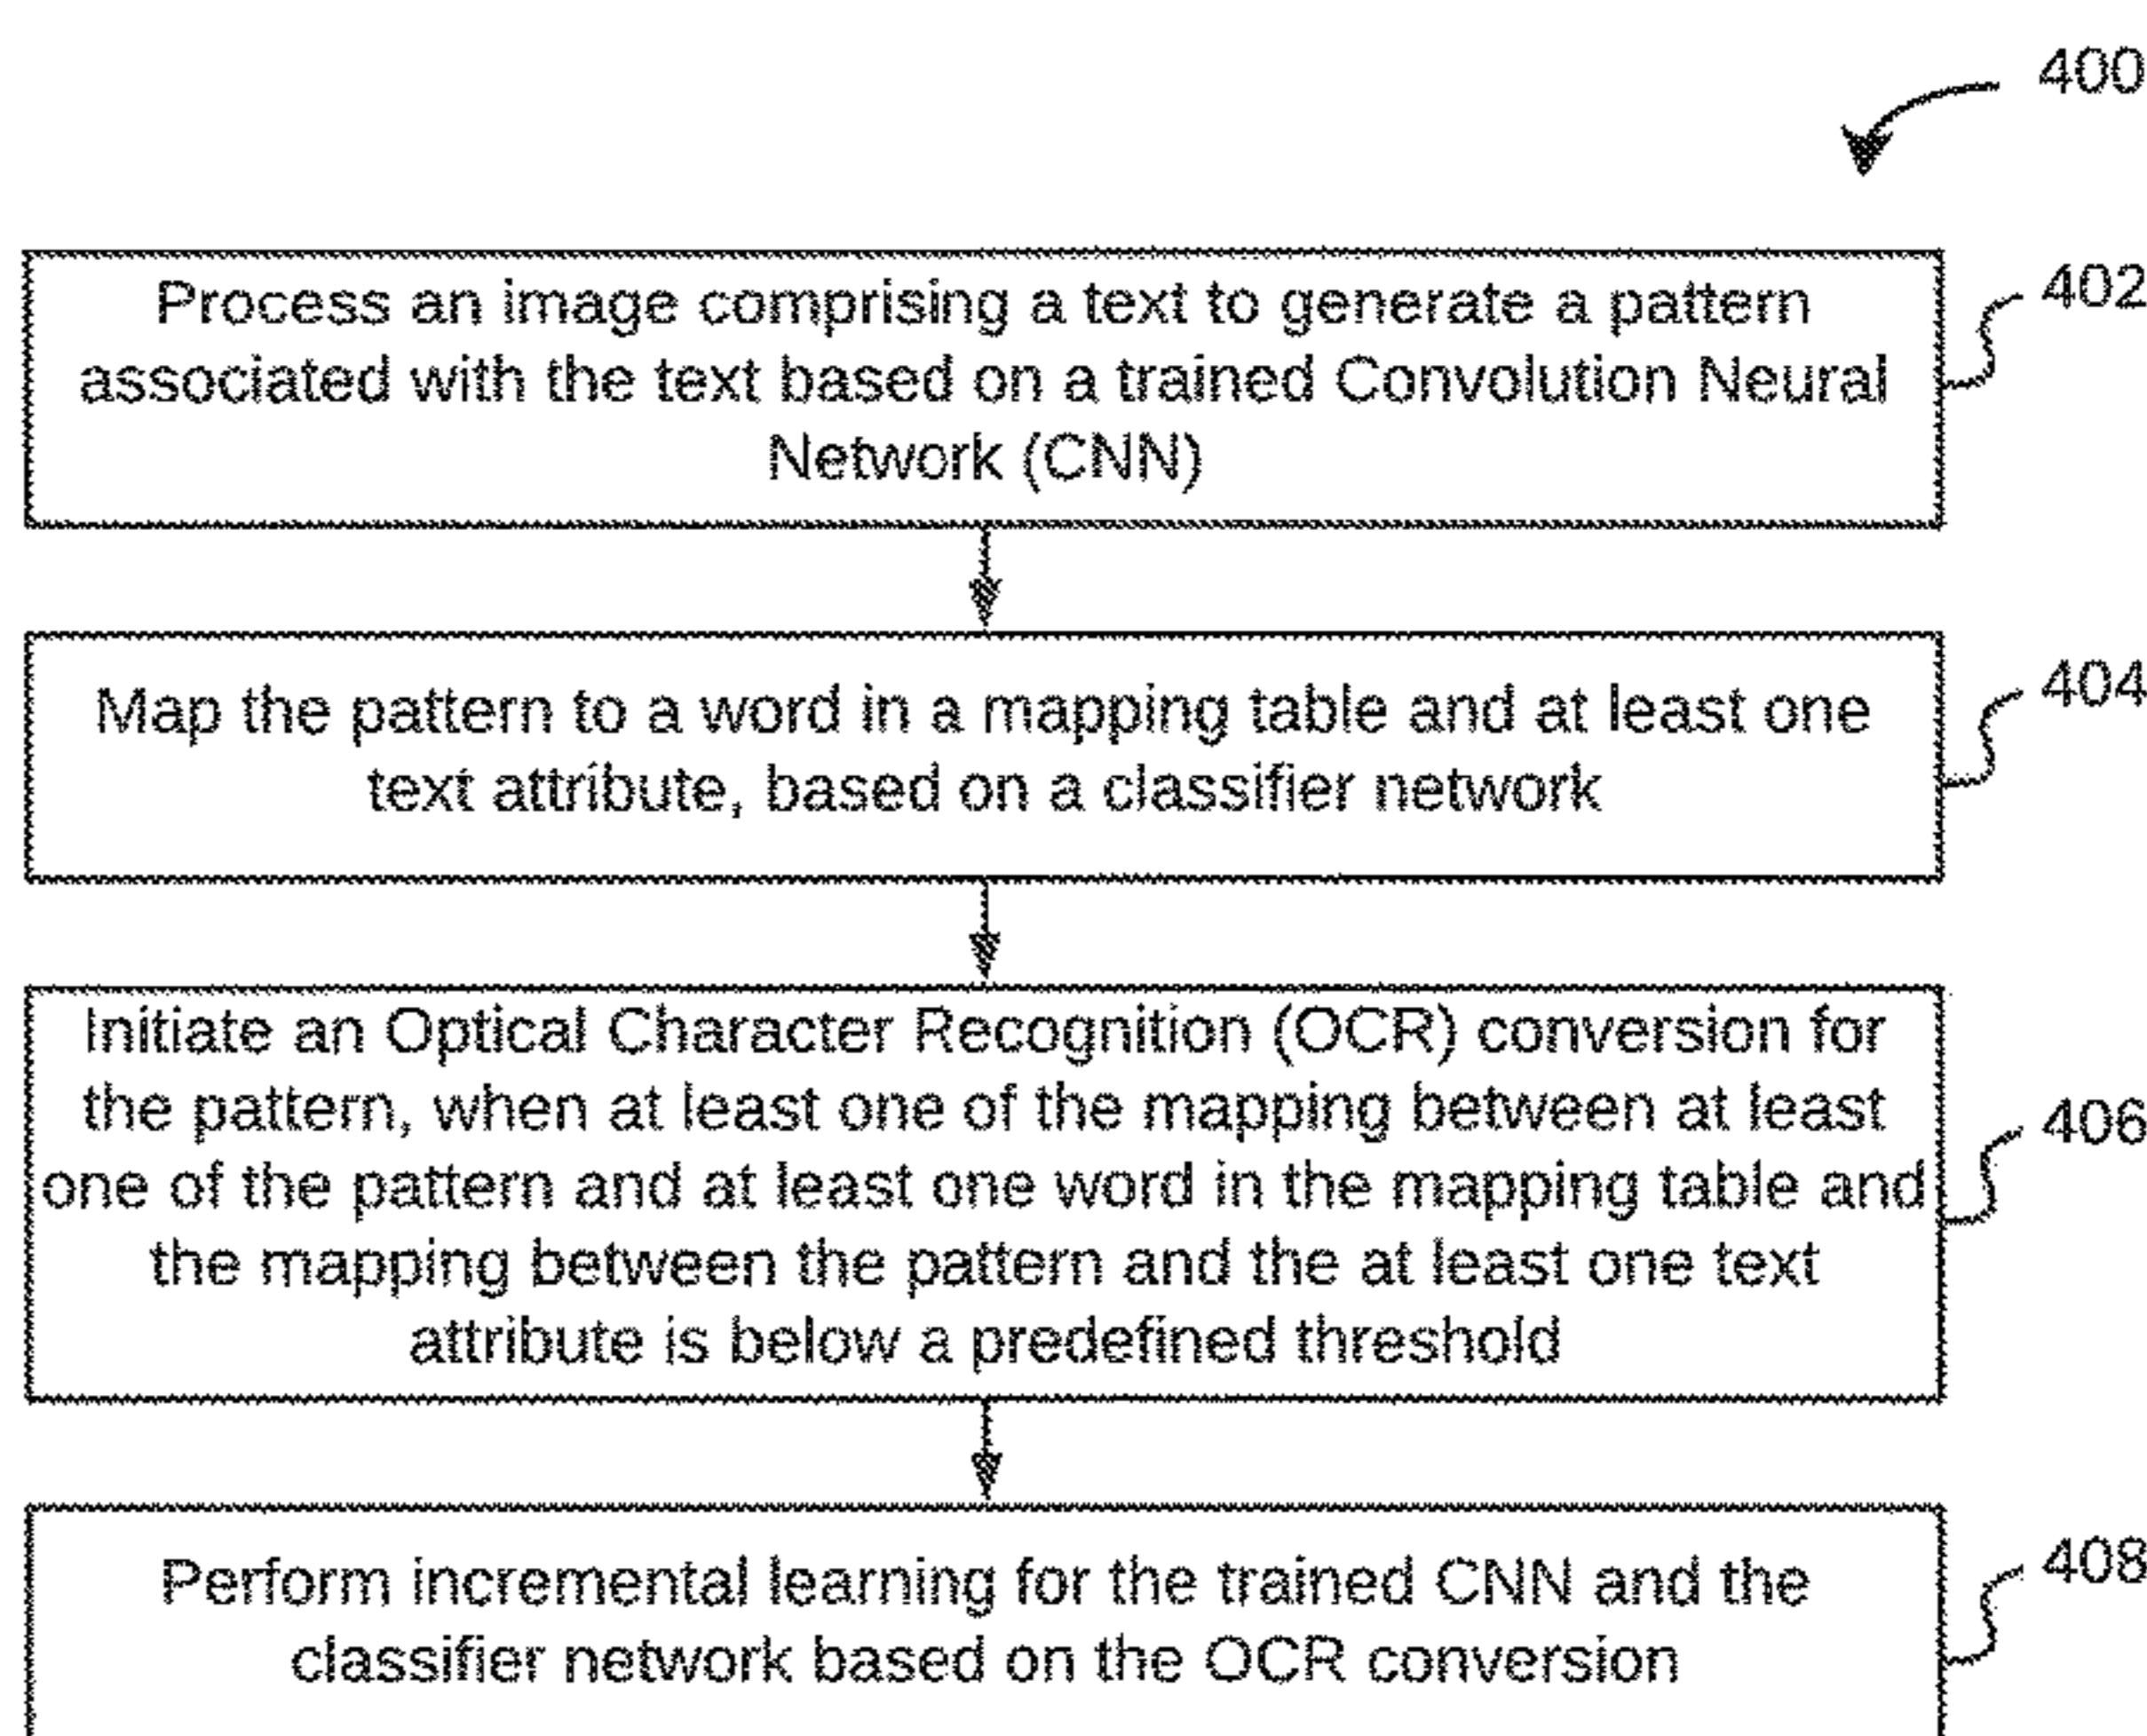 400
Process an image comprising a text to generate a pattern
associated with the text based on a trained Convolution Neural
Network (CNN)
402
Map the pattern to a word in a mapping table and at least one
text attribute, based on a classifier network
404
Initiate an Optical Character Recognition (OCR) conversion for
the pattern, when at least one of the mapping between at least
one of the pattern and at least one word in the mapping table and
the mapping between the pattern and the at least one text
attribute is below a predefined threshold
406
Perform incremental learning for the trained CNN and the
classifier network based on the OCR conversion
408